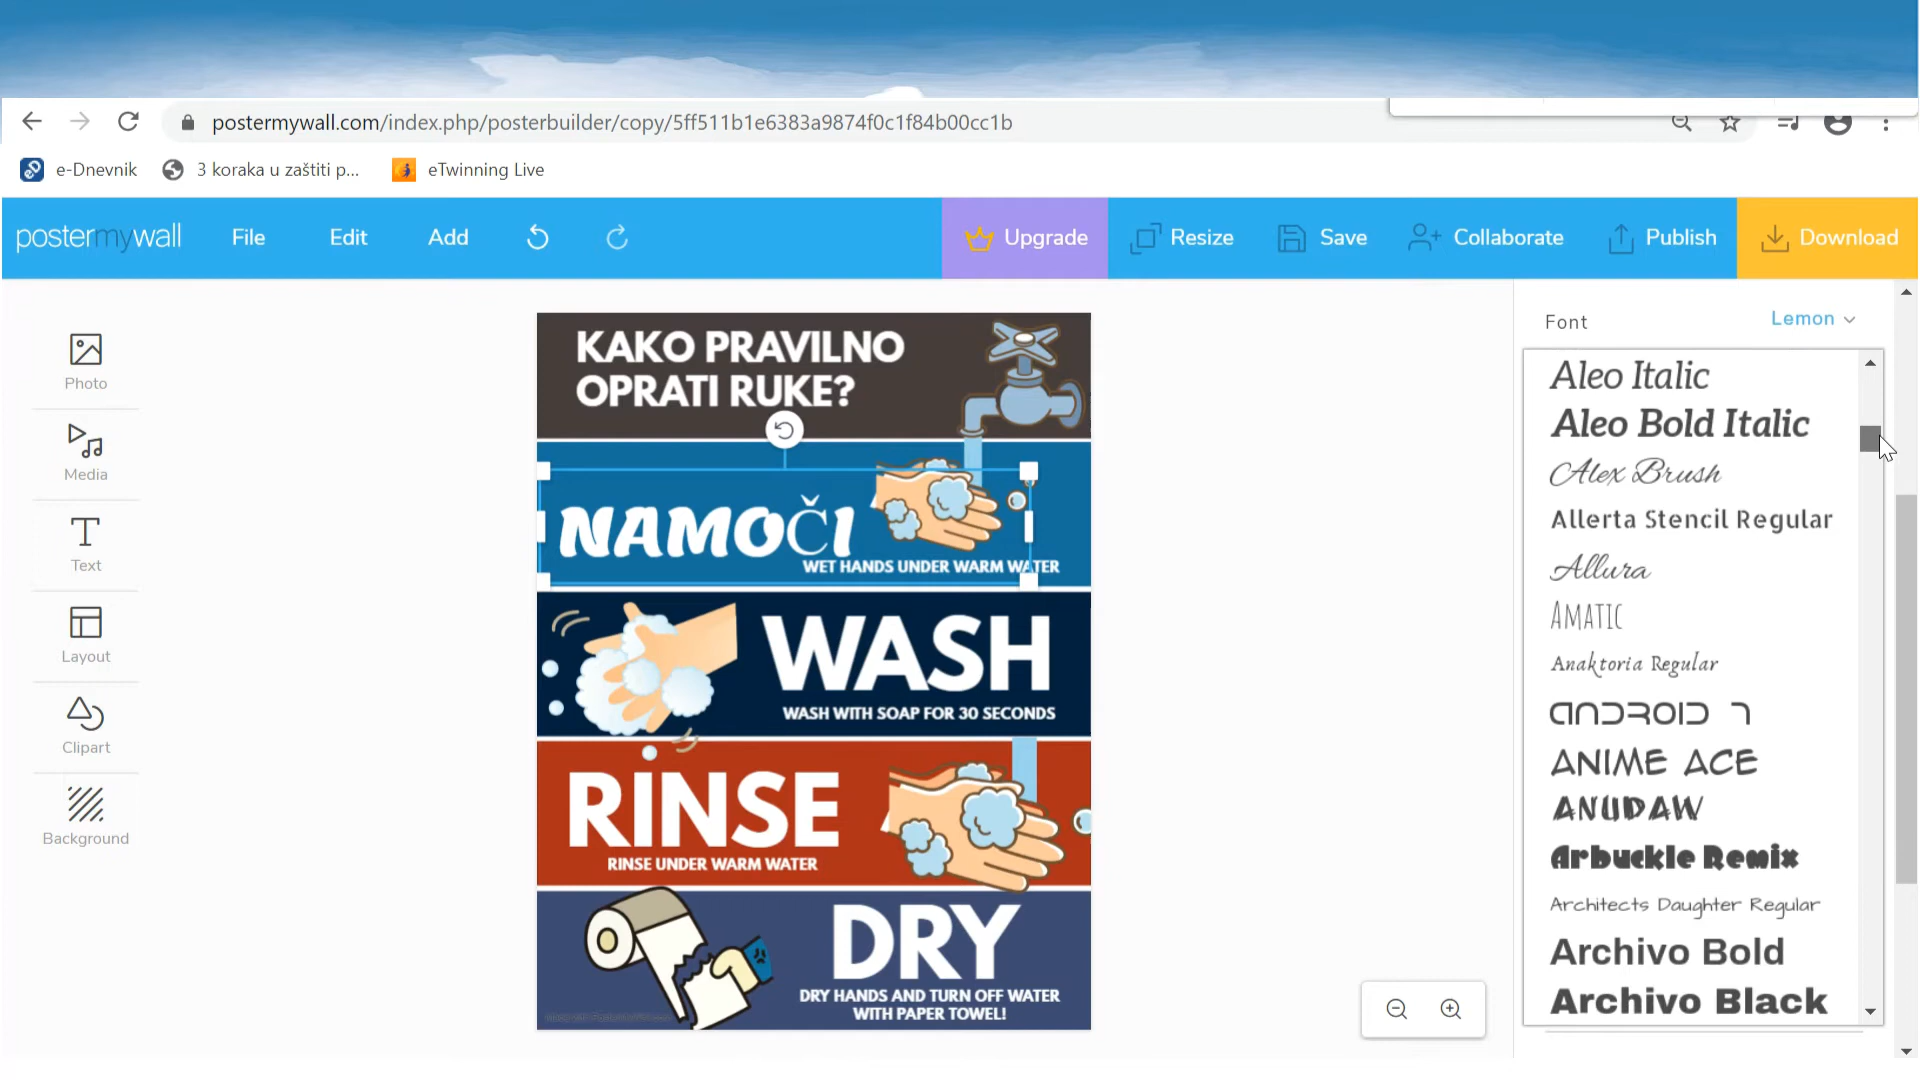 postermywall.com/index.php/posterbuilder/copy/5ff511b1e6383a9874f0c1f84b00cc1b
e-Dnevnik 3 koraka u zaštiti p... eTwinning Live
postermywall File Edit Add Upgrade Resize Save Collaborate Publish Download
Photo
Media
Text
Layout
Clipart
Background
KAKO PRAVILNO
OPRATI RUKE?
NAMOČI
WET HANDS UNDER WARM WATER
WASH
WASH WITH SOAP FOR 30 SECONDS
RINSE
RINSE UNDER WARM WATER
DRY
DRY HANDS AND TURN OFF WATER
WITH PAPER TOWEL!
Font Lemon
Aleo Italic
Aleo Bold Italic
Alex Brush
Allerta Stencil Regular
Allura
AMATIC
Anaktoria Regular
ANDROID 7
ANIME ACE
ANUDAW
Arbuckle Remix
Architects Daughter Regular
Archivo Bold
Archivo Black